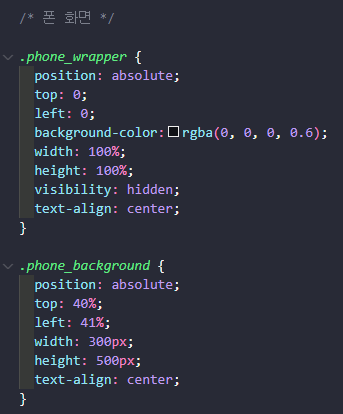 /* 폰 화면 */
.phone_wrapper {
position: absolute;
top: 0;
left: 0;
background-color: rgba(0, 0, 0, 0.6);
width: 100%;
height: 100%;
visibility: hidden;
text-align: center;
}
.phone_background {
position: absolute;
top: 40%;
left: 41%;
width: 300px;
height: 500px;
text-align: center;
}